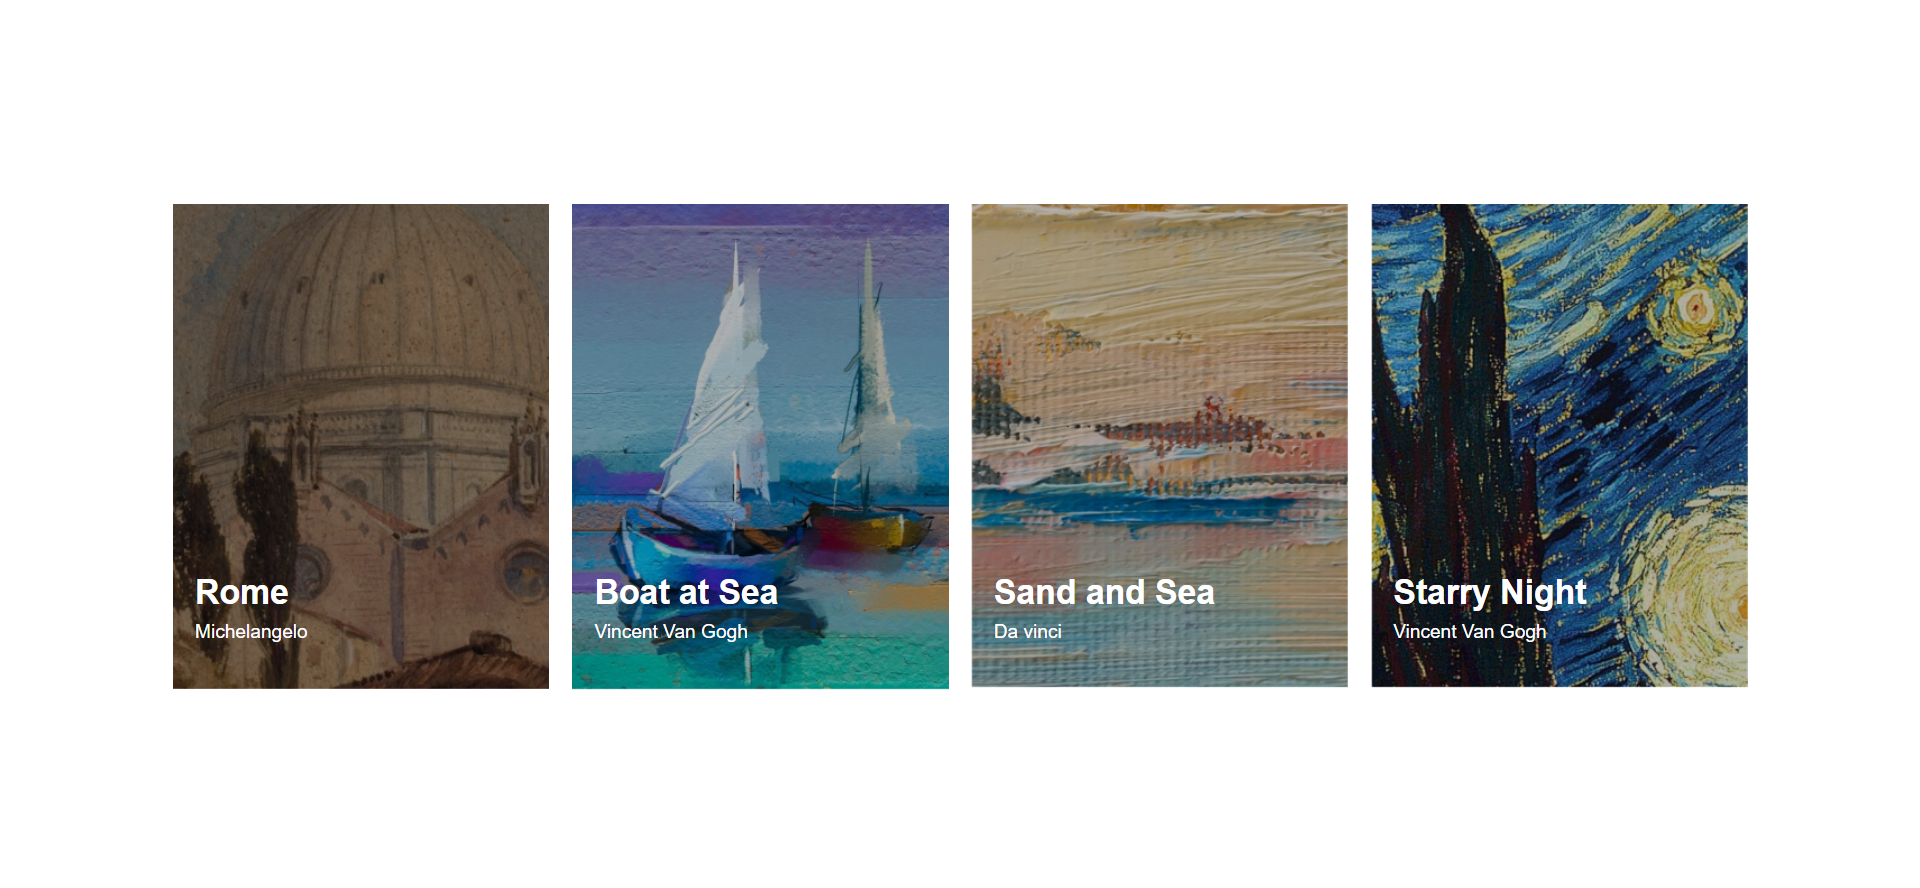 Rome
Michelangelo
Boat at Sea
Vincent Van Gogh
Sand and Sea
Da vinci
Starry Night
Vincent Van Gogh